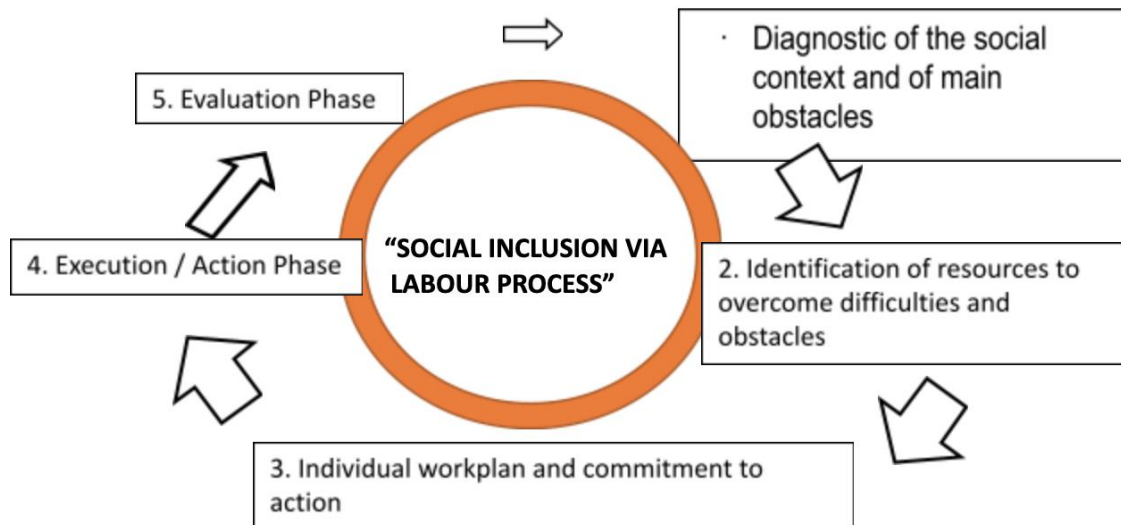 · Diagnostic of the social
context and of main
obstacles
2. Identification of resources to
overcome difficulties and
obstacles
3. Individual workplan and commitment to
action
4. Execution / Action Phase
5. Evaluation Phase
“SOCIAL INCLUSION VIA
LABOUR PROCESS”